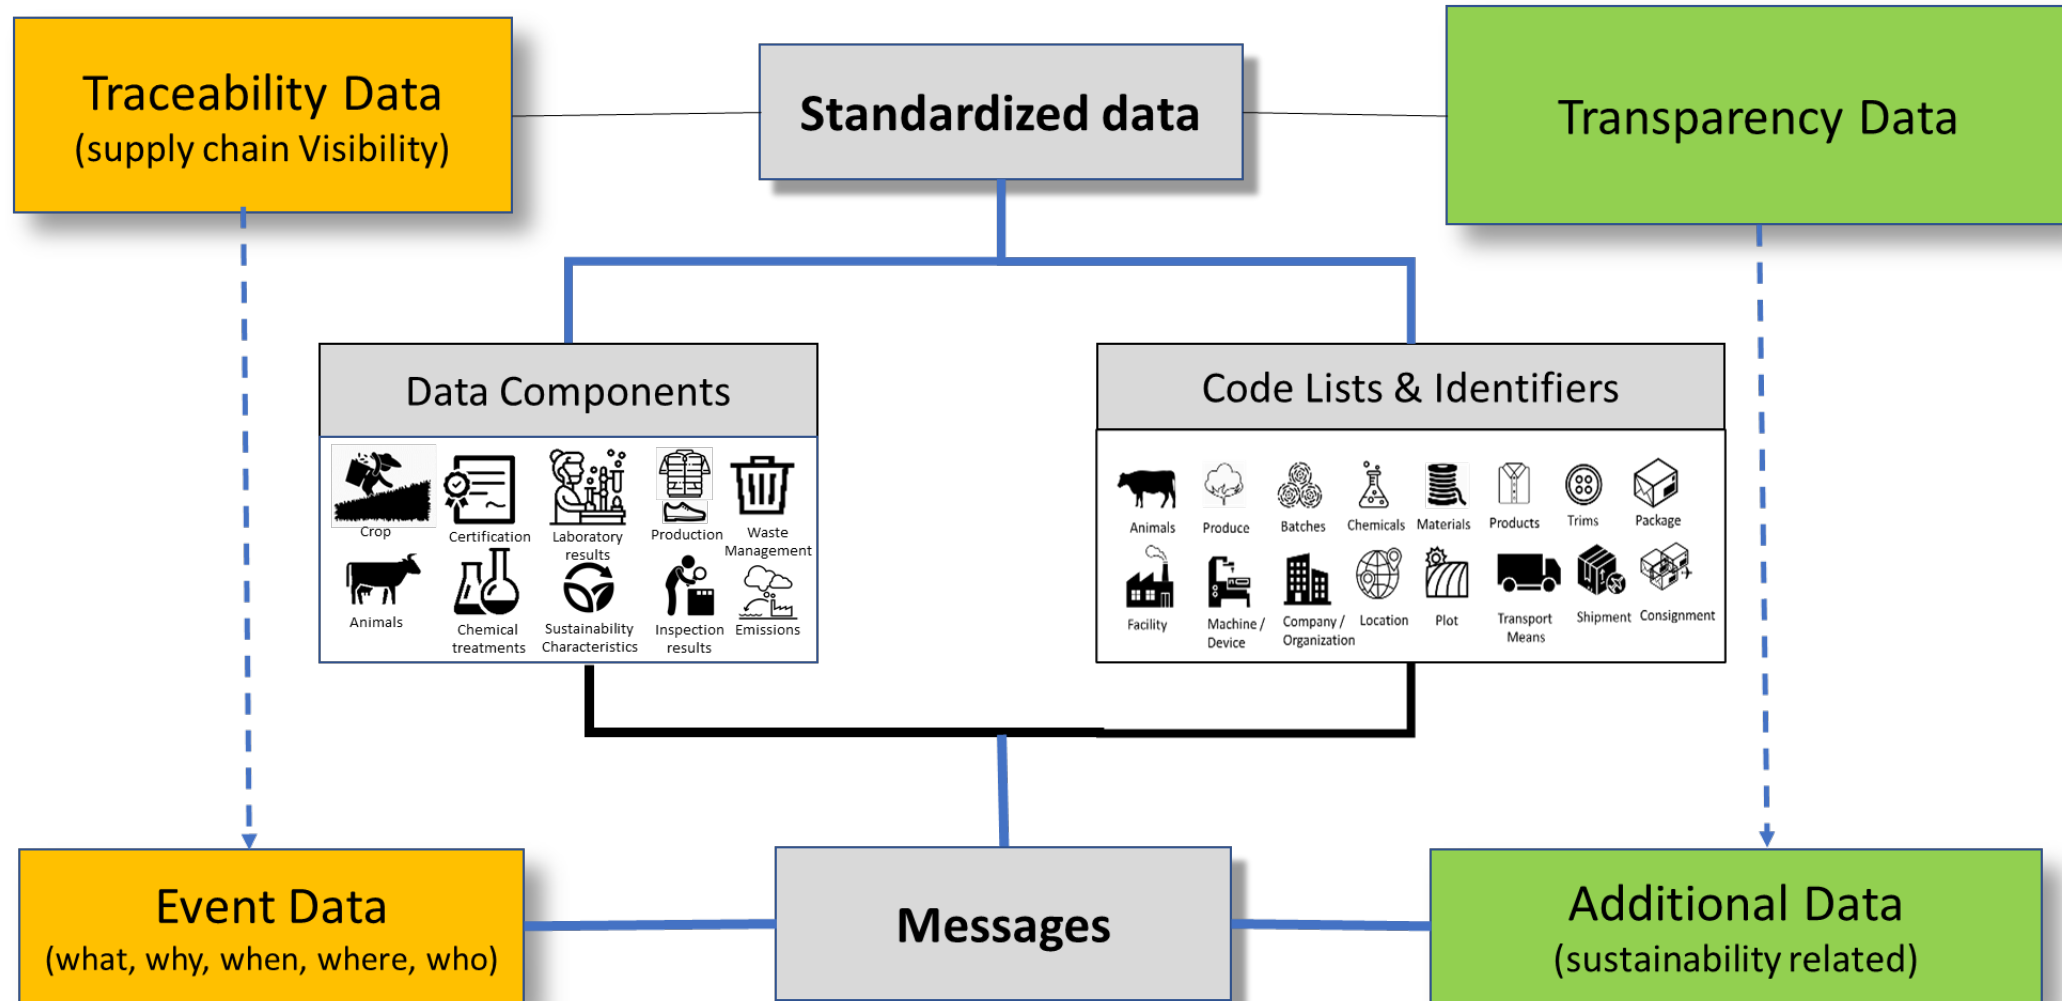 Traceability Data
(supply chain Visibility)
Standardized data
Transparency Data
Data Components
Crop
Certification
Laboratory
results
Production
Waste
Management
Animals
Chemical
treatments
Sustainability
Characteristics
Inspection
results
Emissions
Code Lists & Identifiers
Animals
Produce
Batches
Chemicals
Materials
Products
Trims
Package
Facility
Machine /
Device
Company /
Organization
Location
Plot
Transport
Means
Shipment
Consignment
Event Data
(what, why, when, where, who)
Messages
Additional Data
(sustainability related)